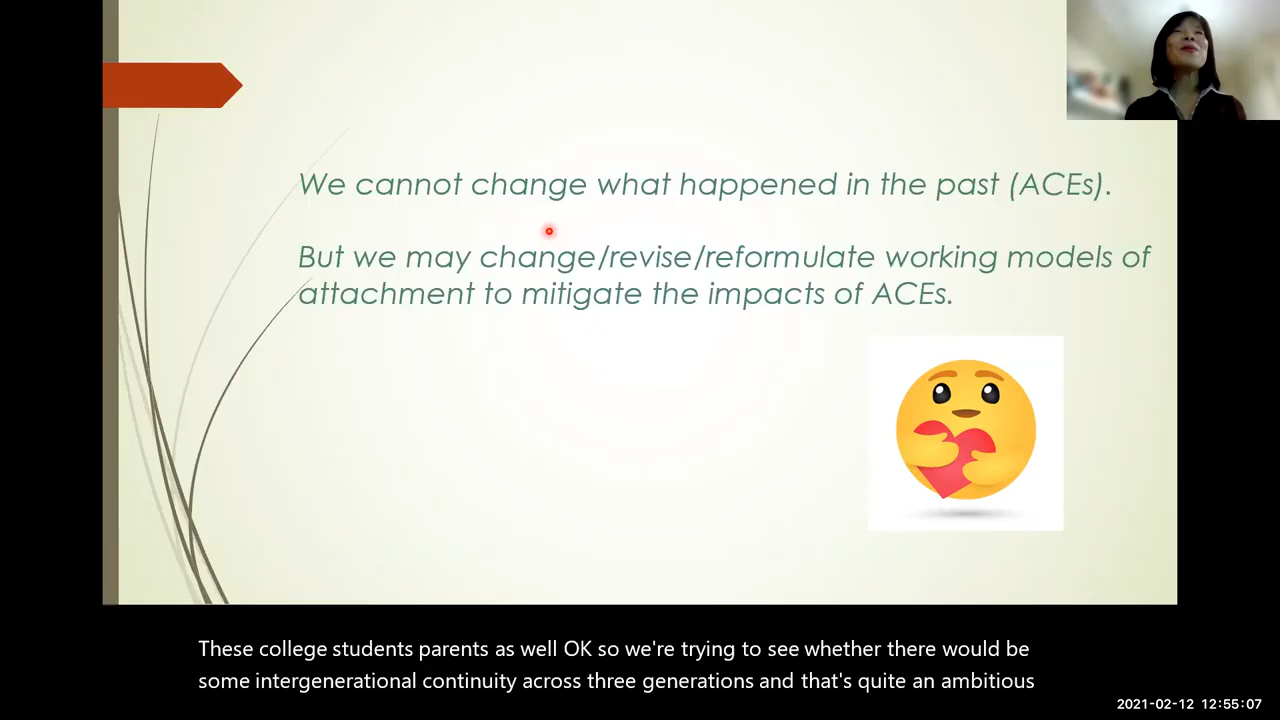 We cannot change what happened in the past (ACEs).
But we may change/revise/reformulate working models of
attachment to mitigate the impacts of ACEs.
These college students parents as well OK so we're trying to see whether there would be
some intergenerational continuity across three generations and that's quite an ambitious
2021-02-12 12:55:07